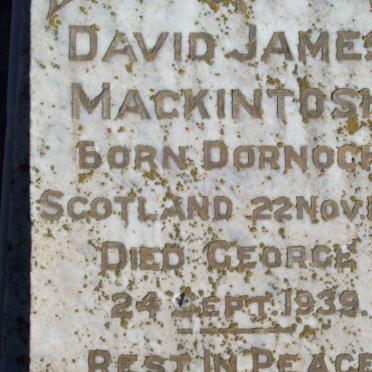 DAVID JAMES
MACKINTOSH
BORN DORNOCH
SCOTLAND 22 NOV.
DIED GEORGE
24 SEPT. 1939
REST IN PEACE